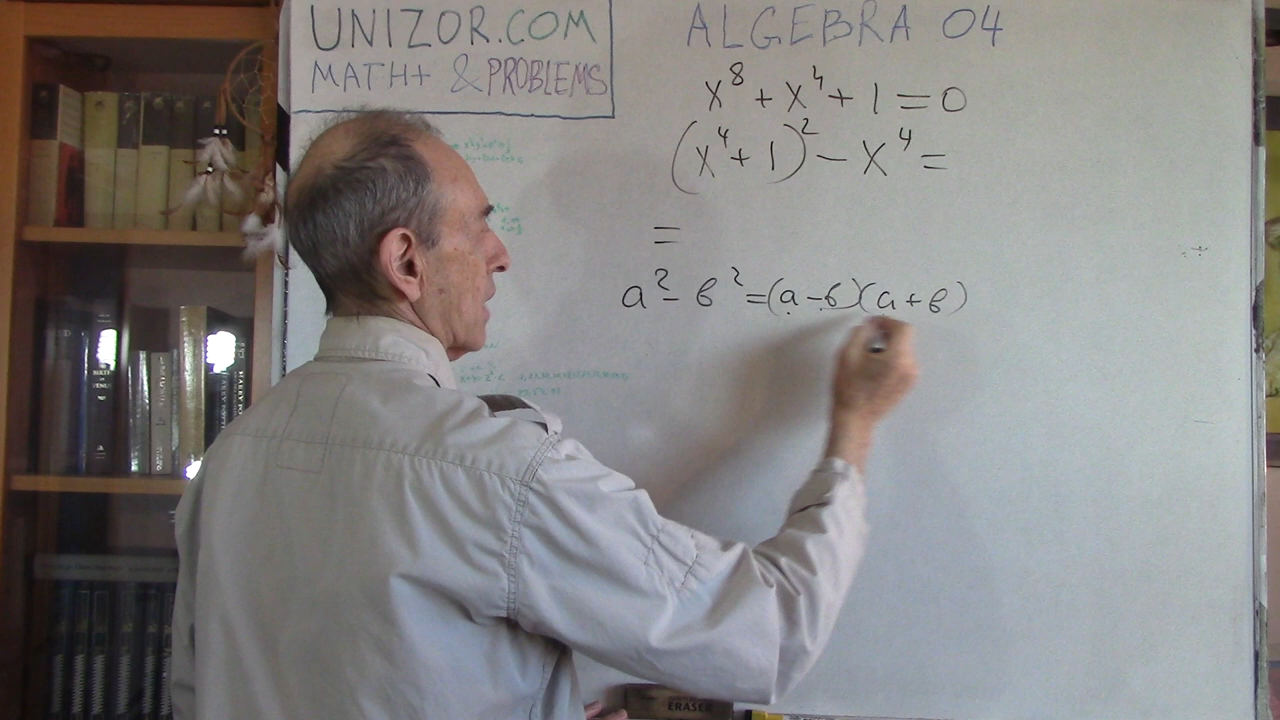 UNIZOR.COM
MATH+ & PROBLEMS
ALGEBRA 04
x⁸ + x⁴ + 1 = 0
(x⁴ + 1)² - x⁴ =
=
a² - b² = (a - b)(a + b)
ERASER